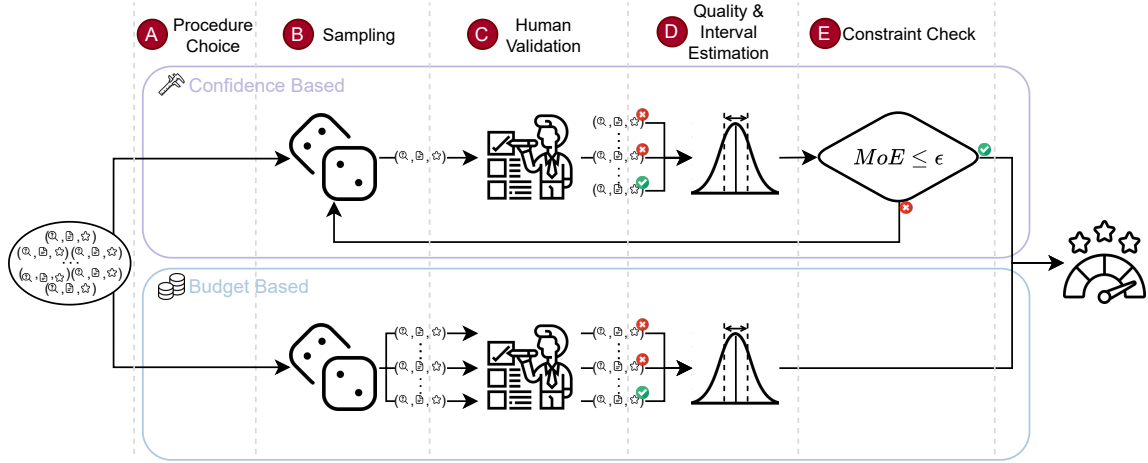 A Procedure
Choice
B Sampling
C Human
Validation
D Quality &
Interval
Estimation
E Constraint Check
Confidence Based
MoE ≤ ϵ
Budget Based